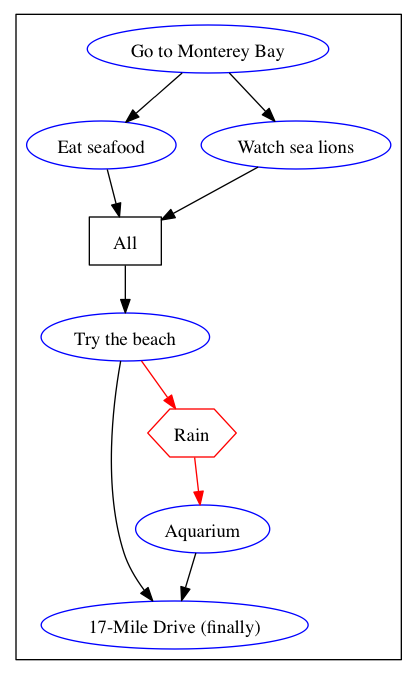 Go to Monterey Bay
Eat seafood
Watch sea lions
All
Try the beach
Rain
Aquarium
17-Mile Drive (finally)